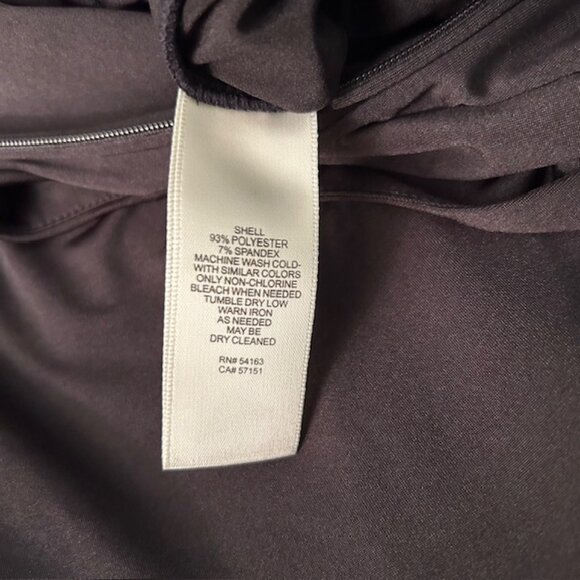 SHELL
93% POLYESTER
7% SPANDEX
MACHINE WASH COLD-
WITH SIMILAR COLORS
ONLY NON-CHLORINE
BLEACH WHEN NEEDED
TUMBLE DRY LOW
WARN IRON
AS NEEDED
MAY BE
DRY CLEANED
RN# 54163
CA# 57151